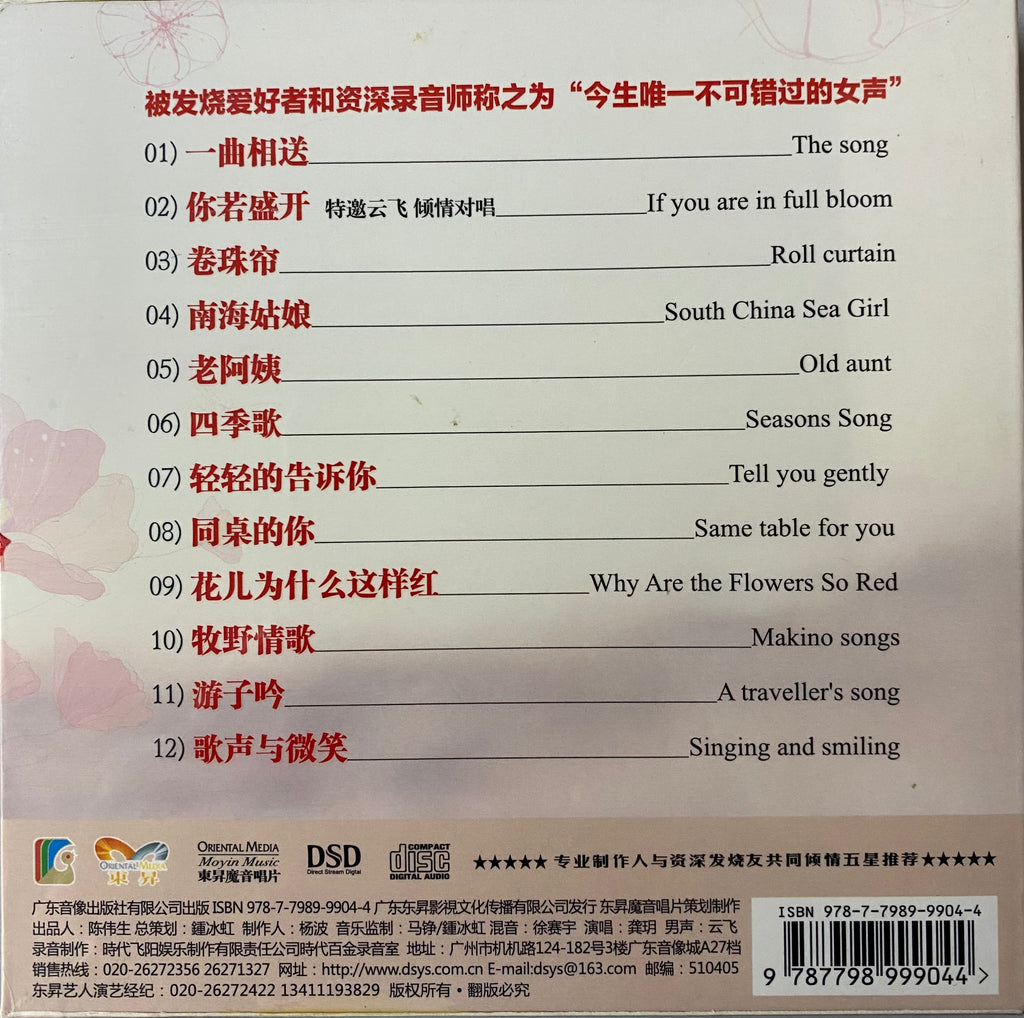 被发烧爱好者和资深录音师称之为“今生唯一不可错过的女声”
01) 一曲相送 The song
02) 你若盛开 特邀云飞 倾情对唱 If you are in full bloom
03) 卷珠帘 Roll curtain
04) 南海姑娘 South China Sea Girl
05) 老阿姨 Old aunt
06) 四季歌 Seasons Song
07) 轻轻的告诉你 Tell you gently
08) 同桌的你 Same table for you
09) 花儿为什么这样红 Why Are the Flowers So Red
10) 牧野情歌 Makino songs
11) 游子吟 A traveller's song
12) 歌声与微笑 Singing and smiling
ORIENTAL MEDIA
東昇
ORIENTAL MEDIA
Moyin Music
東昇魔音唱片
DSD
Direct Stream Digital
COMPACT
disc
DIGITAL AUDIO
★★★★★ 专业制作人与资深发烧友共同倾情五星推荐★★★★★
广东音像出版社有限公司出版 ISBN 978-7-7989-9904-4 广东东昇影視文化传播有限公司发行 东昇魔音唱片策划制作
出品人：陈伟生 总策划：鍾冰虹 制作人：杨波 音乐监制：马铮/鍾冰虹 混音：徐赛宇 演唱：龚玥 男声：云飞
录音制作：時代飞阳娱乐制作有限责任公司時代百金录音室 地址：广州市机机路124-182号3楼广东音像城A27档
销售热线：020-26272356 26271327 网址：http://www.dsys.com.cn E-mail:dsys@163.com 邮编：510405
东昇艺人演艺经纪：020-26272422 13411193829 版权所有·翻版必究
ISBN 978-7-7989-9904-4
9 787798 999044 >